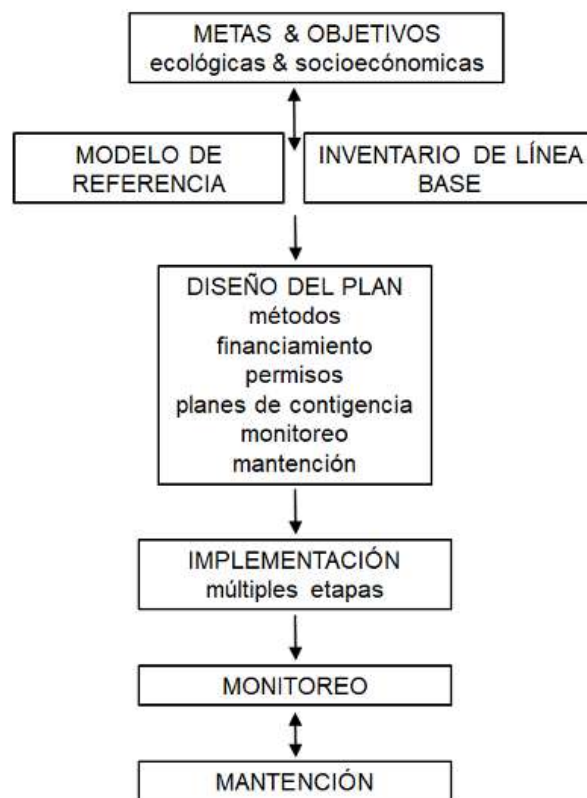 METAS & OBJETIVOS
ecológicas & socioecónomicas
MODELO DE
REFERENCIA
INVENTARIO DE LÍNEA
BASE
DISEÑO DEL PLAN
métodos
financiamiento
permisos
planes de contigencia
monitoreo
mantención
IMPLEMENTACIÓN
múltiples etapas
MONITOREO
MANTENCIÓN